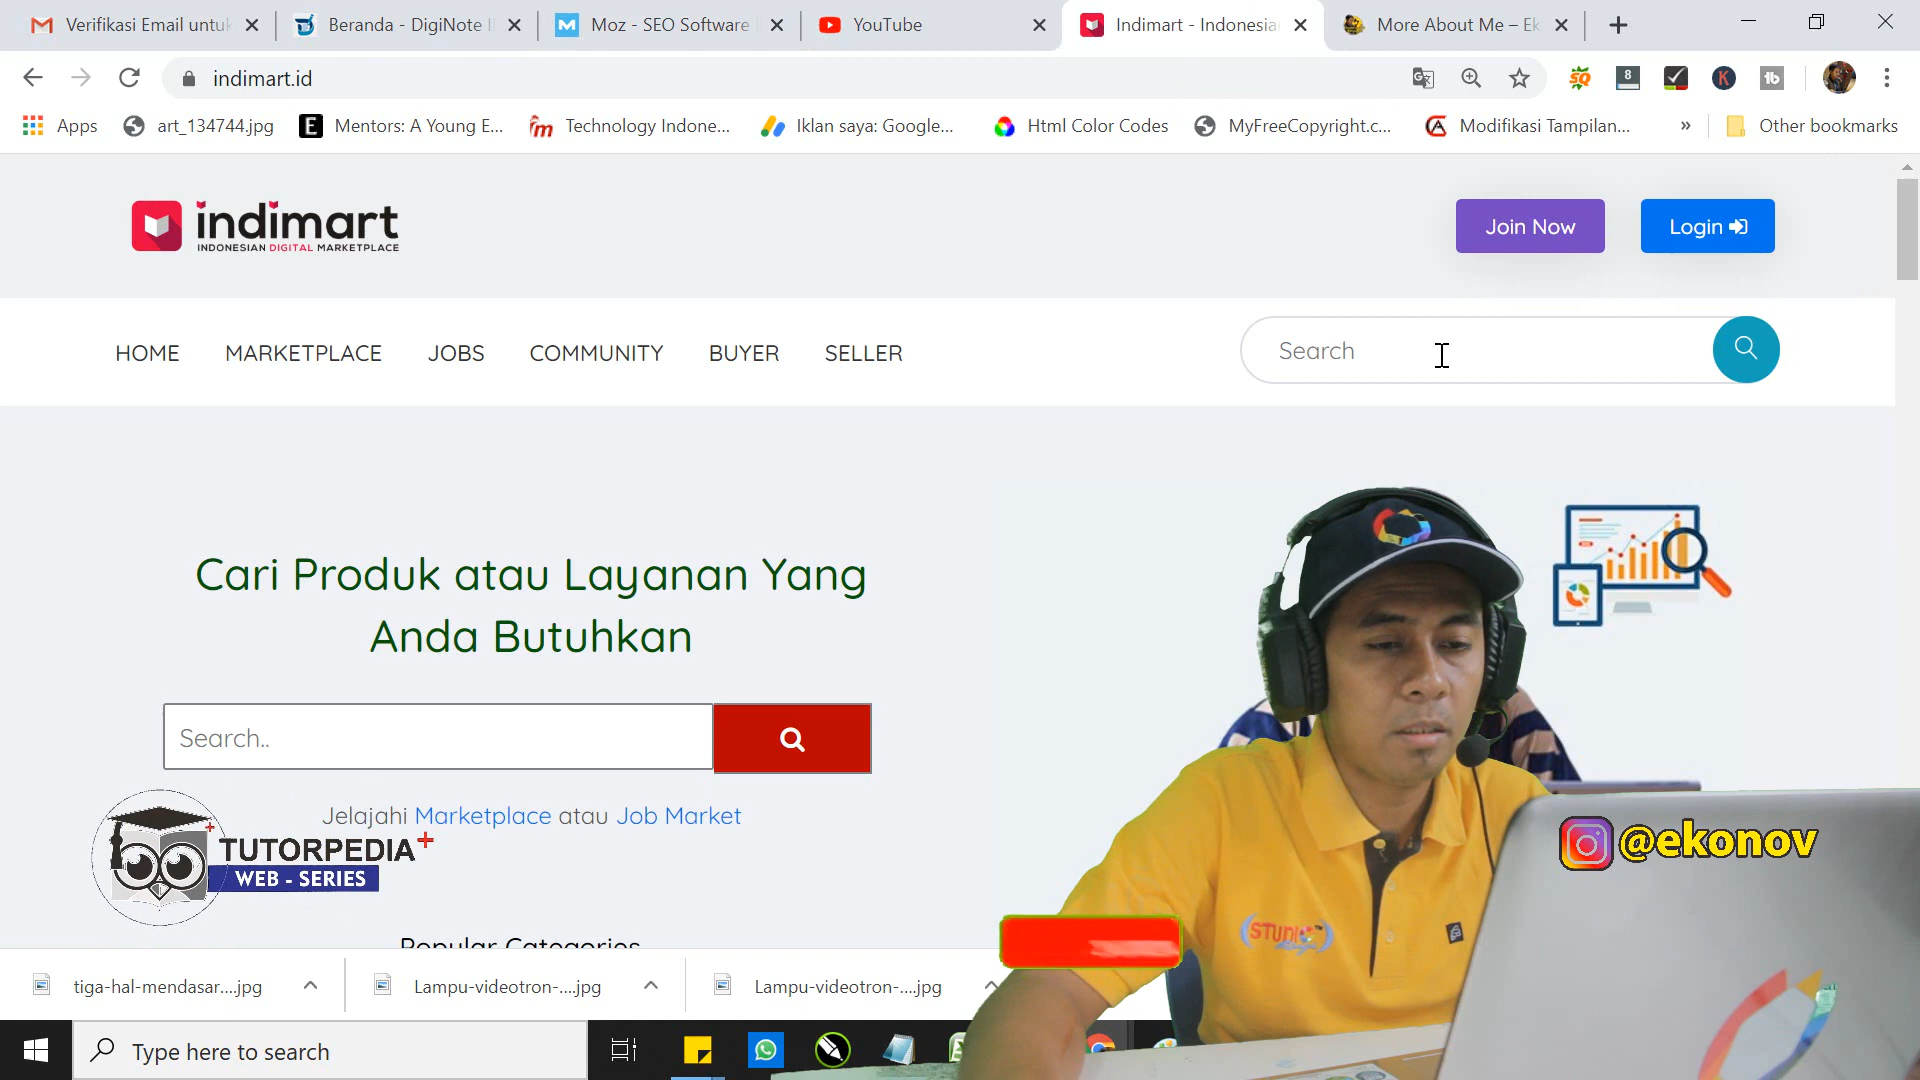 Verifikasi Email untuk
Beranda - DigiNote I
Moz - SEO Software
YouTube
Indimart - Indonesia
More About Me – Ek
indimart.id
Apps
art_134744.jpg
Mentors: A Young E...
Technology Indone...
Iklan saya: Google...
Html Color Codes
MyFreeCopyright.c...
Modifikasi Tampilan...
»
Other bookmarks
indimart
INDONESIAN DIGITAL MARKETPLACE
Join Now
Login
HOME
MARKETPLACE
JOBS
COMMUNITY
BUYER
SELLER
Search
Cari Produk atau Layanan Yang
Anda Butuhkan
Search..
Jelajahi Marketplace atau Job Market
TUTORPEDIA+
WEB - SERIES
@ekonov
STUDIO
Popular Categories
tiga-hal-mendasar....jpg
Lampu-videotron-....jpg
Lampu-videotron-....jpg
Type here to search